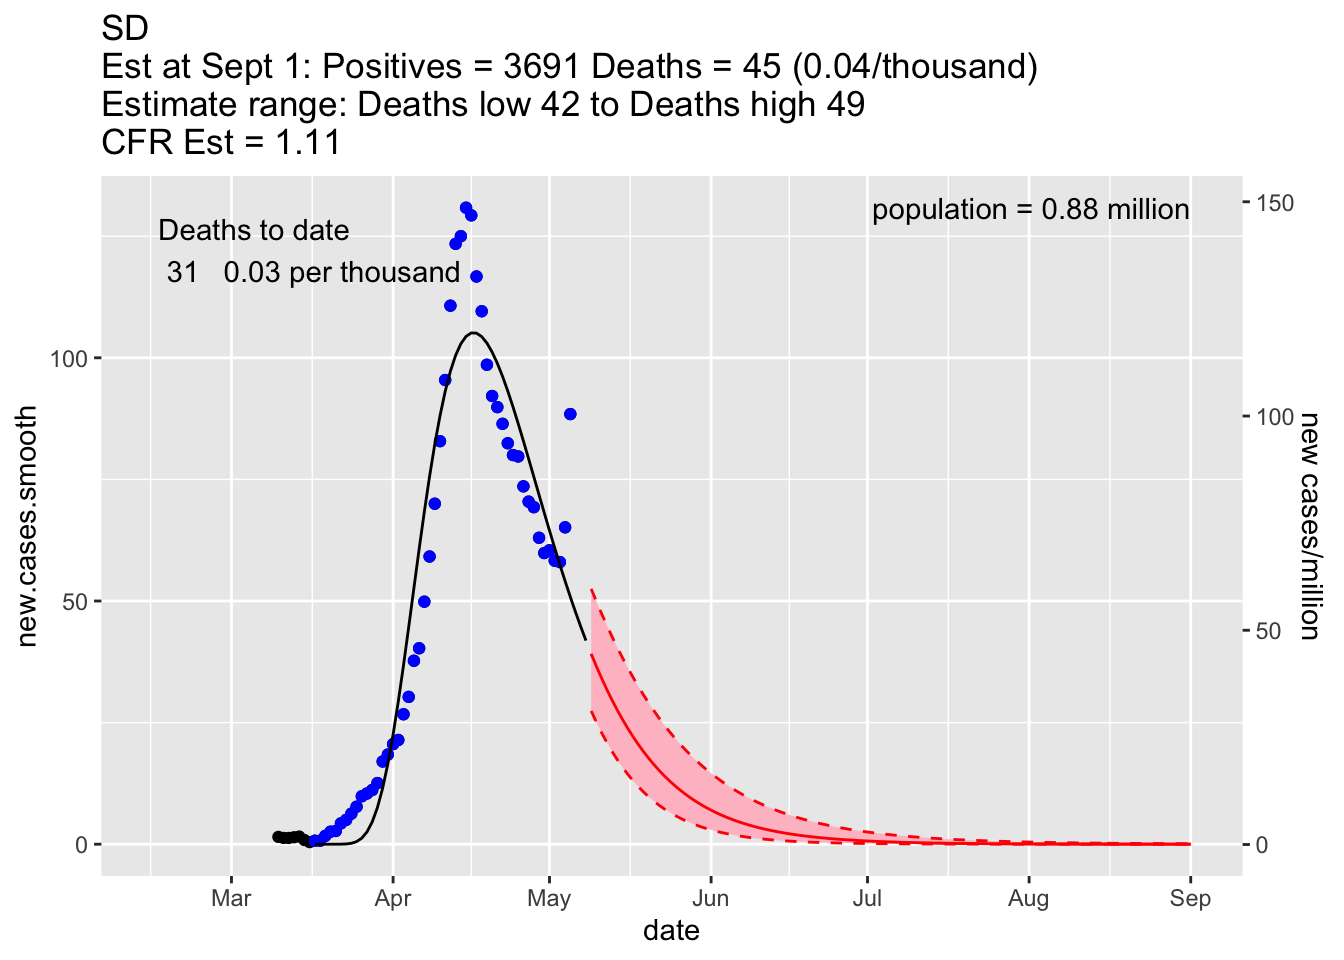 SD
Est at Sept 1: Positives = 3691 Deaths = 45 (0.04/thousand)
Estimate range: Deaths low 42 to Deaths high 49
CFR Est = 1.11
Deaths to date
31 0.03 per thousand
population = 0.88 million
100
50
0
new.cases.smooth
150
100
50
0
new cases/million
Mar Apr May Jun Jul Aug Sep
date